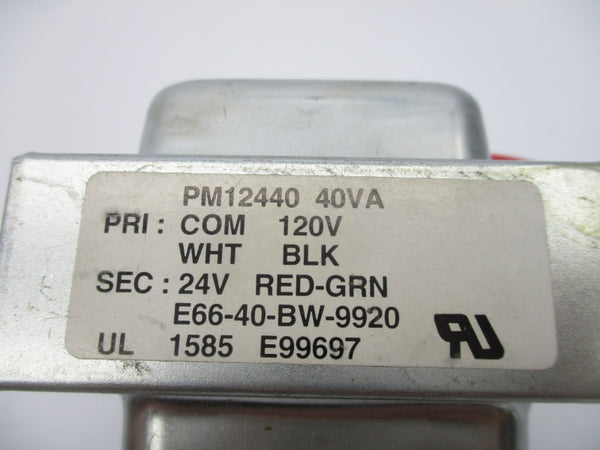 PM12440 40VA
PRI : COM 120V
WHT BLK
SEC : 24V RED-GRN
E66-40-BW-9920
UL 1585 E99697